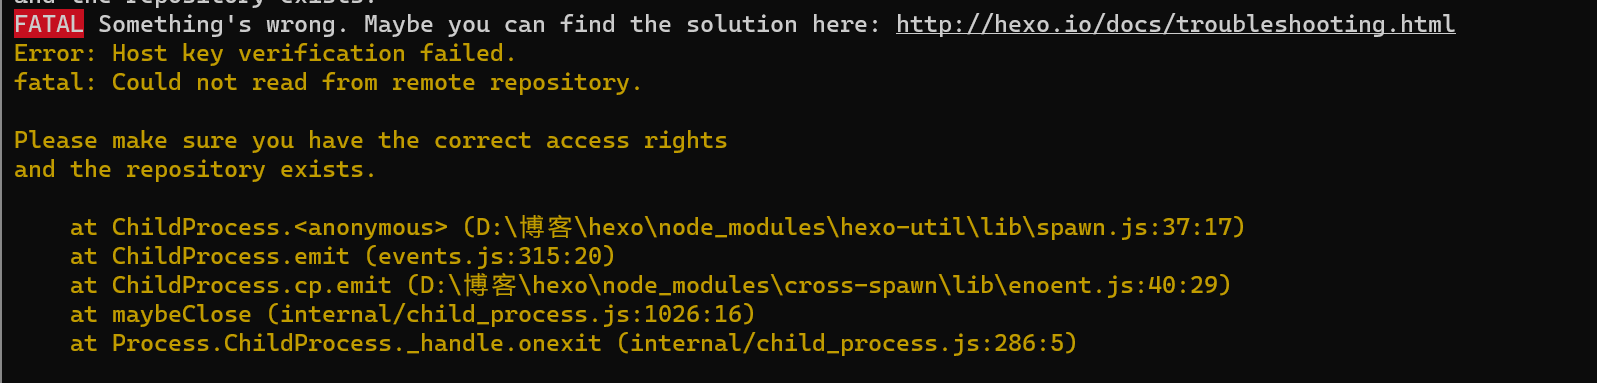 and the repository exists.
FATAL Something's wrong. Maybe you can find the solution here: http://hexo.io/docs/troubleshooting.html
Error: Host key verification failed.
fatal: Could not read from remote repository.
Please make sure you have the correct access rights
and the repository exists.
at ChildProcess.<anonymous> (D:\博客\hexo\node_modules\hexo-util\lib\spawn.js:37:17)
at ChildProcess.emit (events.js:315:20)
at ChildProcess.cp.emit (D:\博客\hexo\node_modules\cross-spawn\lib\enoent.js:40:29)
at maybeClose (internal/child_process.js:1026:16)
at Process.ChildProcess._handle.onexit (internal/child_process.js:286:5)